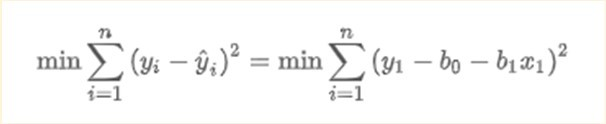 min ∑_{i=1}^{n} (y_i − ŷ_i)² = min ∑_{i=1}^{n} (y_1 − b_0 − b_1x_1)²